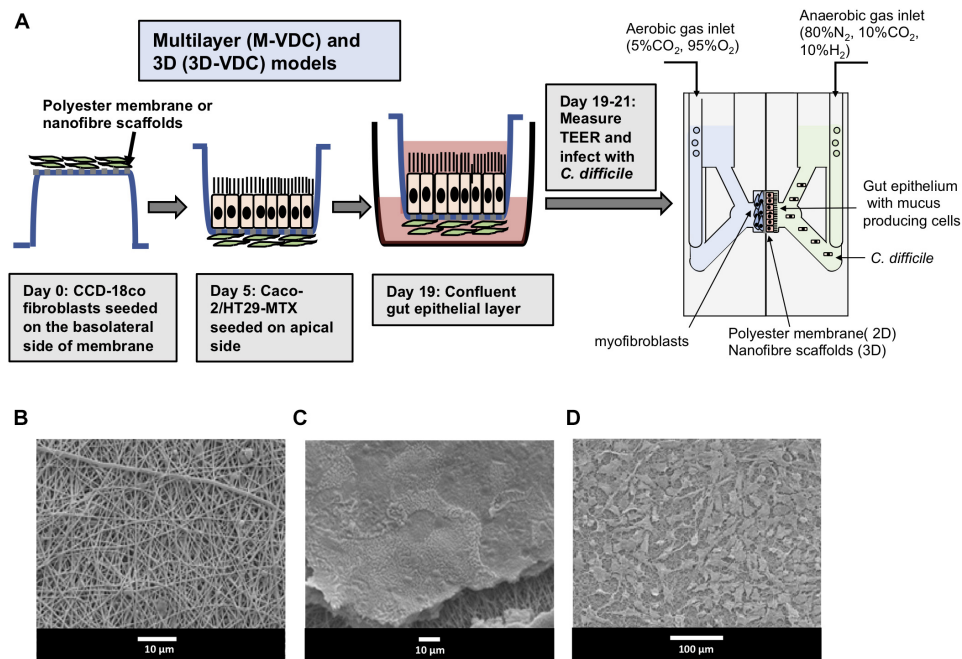 A
Multilayer (M-VDC) and
3D (3D-VDC) models
Polyester membrane or
nanofibre scaffolds
Day 0: CCD-18co
fibroblasts seeded
on the basolateral
side of membrane
Day 5: Caco-
2/HT29-MTX
seeded on apical
side
Day 19: Confluent
gut epithelial layer
Day 19-21:
Measure
TEER and
infect with
C. difficile
Aerobic gas inlet
(5%CO₂, 95%O₂)
Anaerobic gas inlet
(80%N₂, 10%CO₂,
10%H₂)
Gut epithelium
with mucus
producing cells
C. difficile
myofibroblasts
Polyester membrane( 2D)
Nanofibre scaffolds (3D)
B
10 µm
C
10 µm
D
100 µm